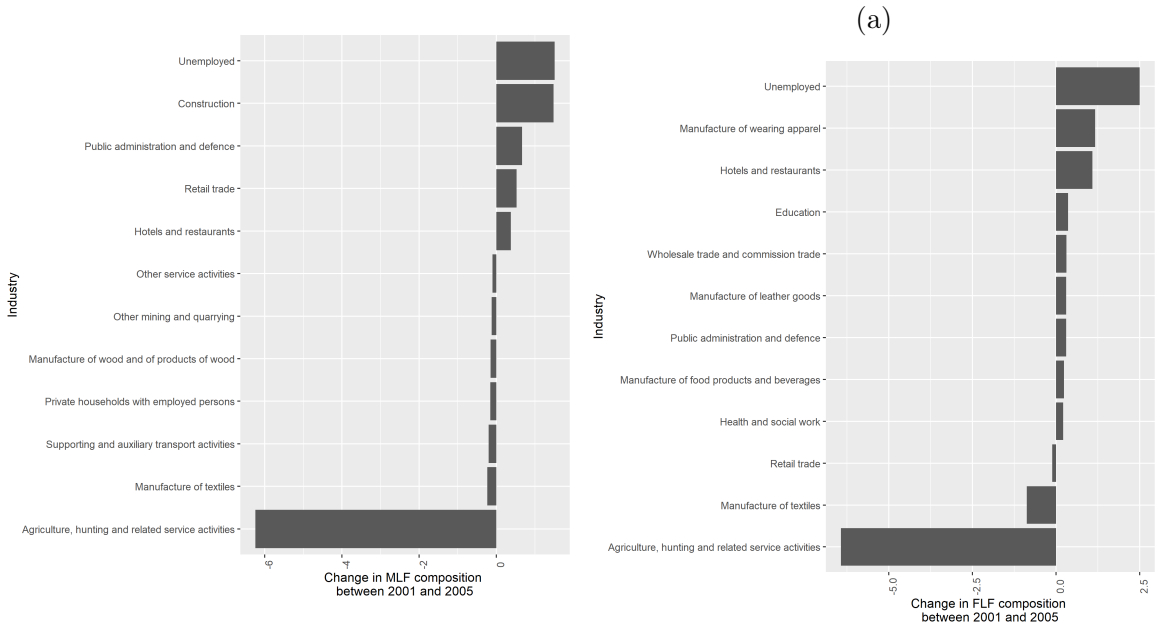 (a)
Industry
Unemployed
Construction
Public administration and defence
Retail trade
Hotels and restaurants
Other service activities
Other mining and quarrying
Manufacture of wood and of products of wood
Private households with employed persons
Supporting and auxiliary transport activities
Manufacture of textiles
Agriculture, hunting and related service activities
-6
-4
-2
0
Change in MLF composition
between 2001 and 2005
Industry
Unemployed
Manufacture of wearing apparel
Hotels and restaurants
Education
Wholesale trade and commission trade
Manufacture of leather goods
Public administration and defence
Manufacture of food products and beverages
Health and social work
Retail trade
Manufacture of textiles
Agriculture, hunting and related service activities
-5.0
-2.5
0.0
2.5
Change in FLF composition
between 2001 and 2005